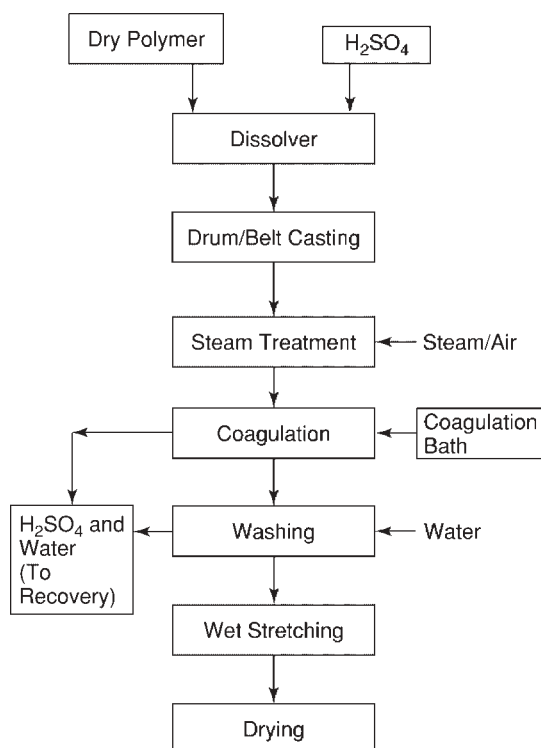 Dry Polymer
H₂SO₄
Dissolver
Drum/Belt Casting
Steam Treatment
Steam/Air
Coagulation
Coagulation
Bath
H₂SO₄ and
Water
(To
Recovery)
Washing
Water
Wet Stretching
Drying